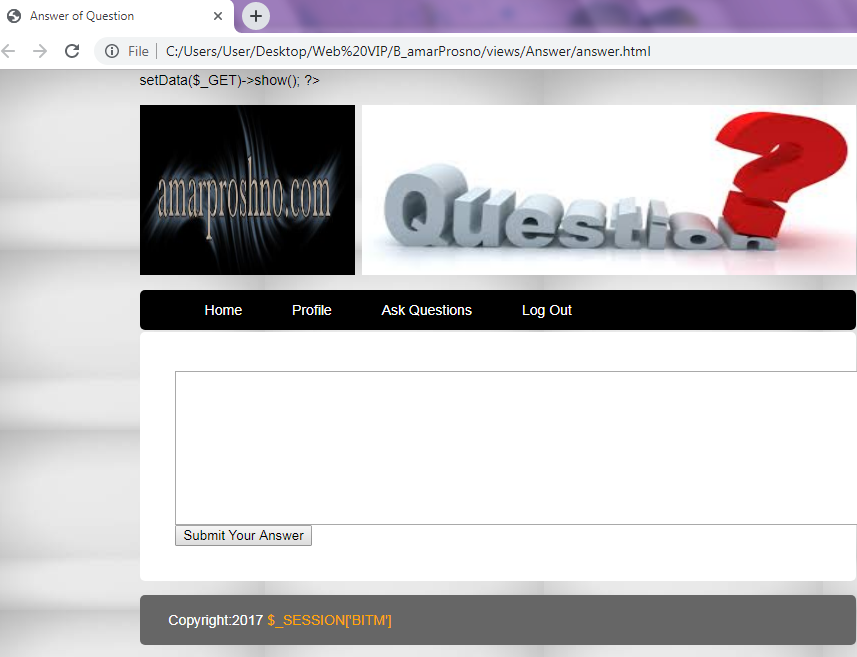 Answer of Question
File
C:/Users/User/Desktop/Web%20VIP/B_amarProsno/views/Answer/answer.html
setData($_GET)->show(); ?>
amarproshno.com
Question?
Home Profile Ask Questions Log Out
Submit Your Answer
Copyright:2017 $_SESSION['BITM']